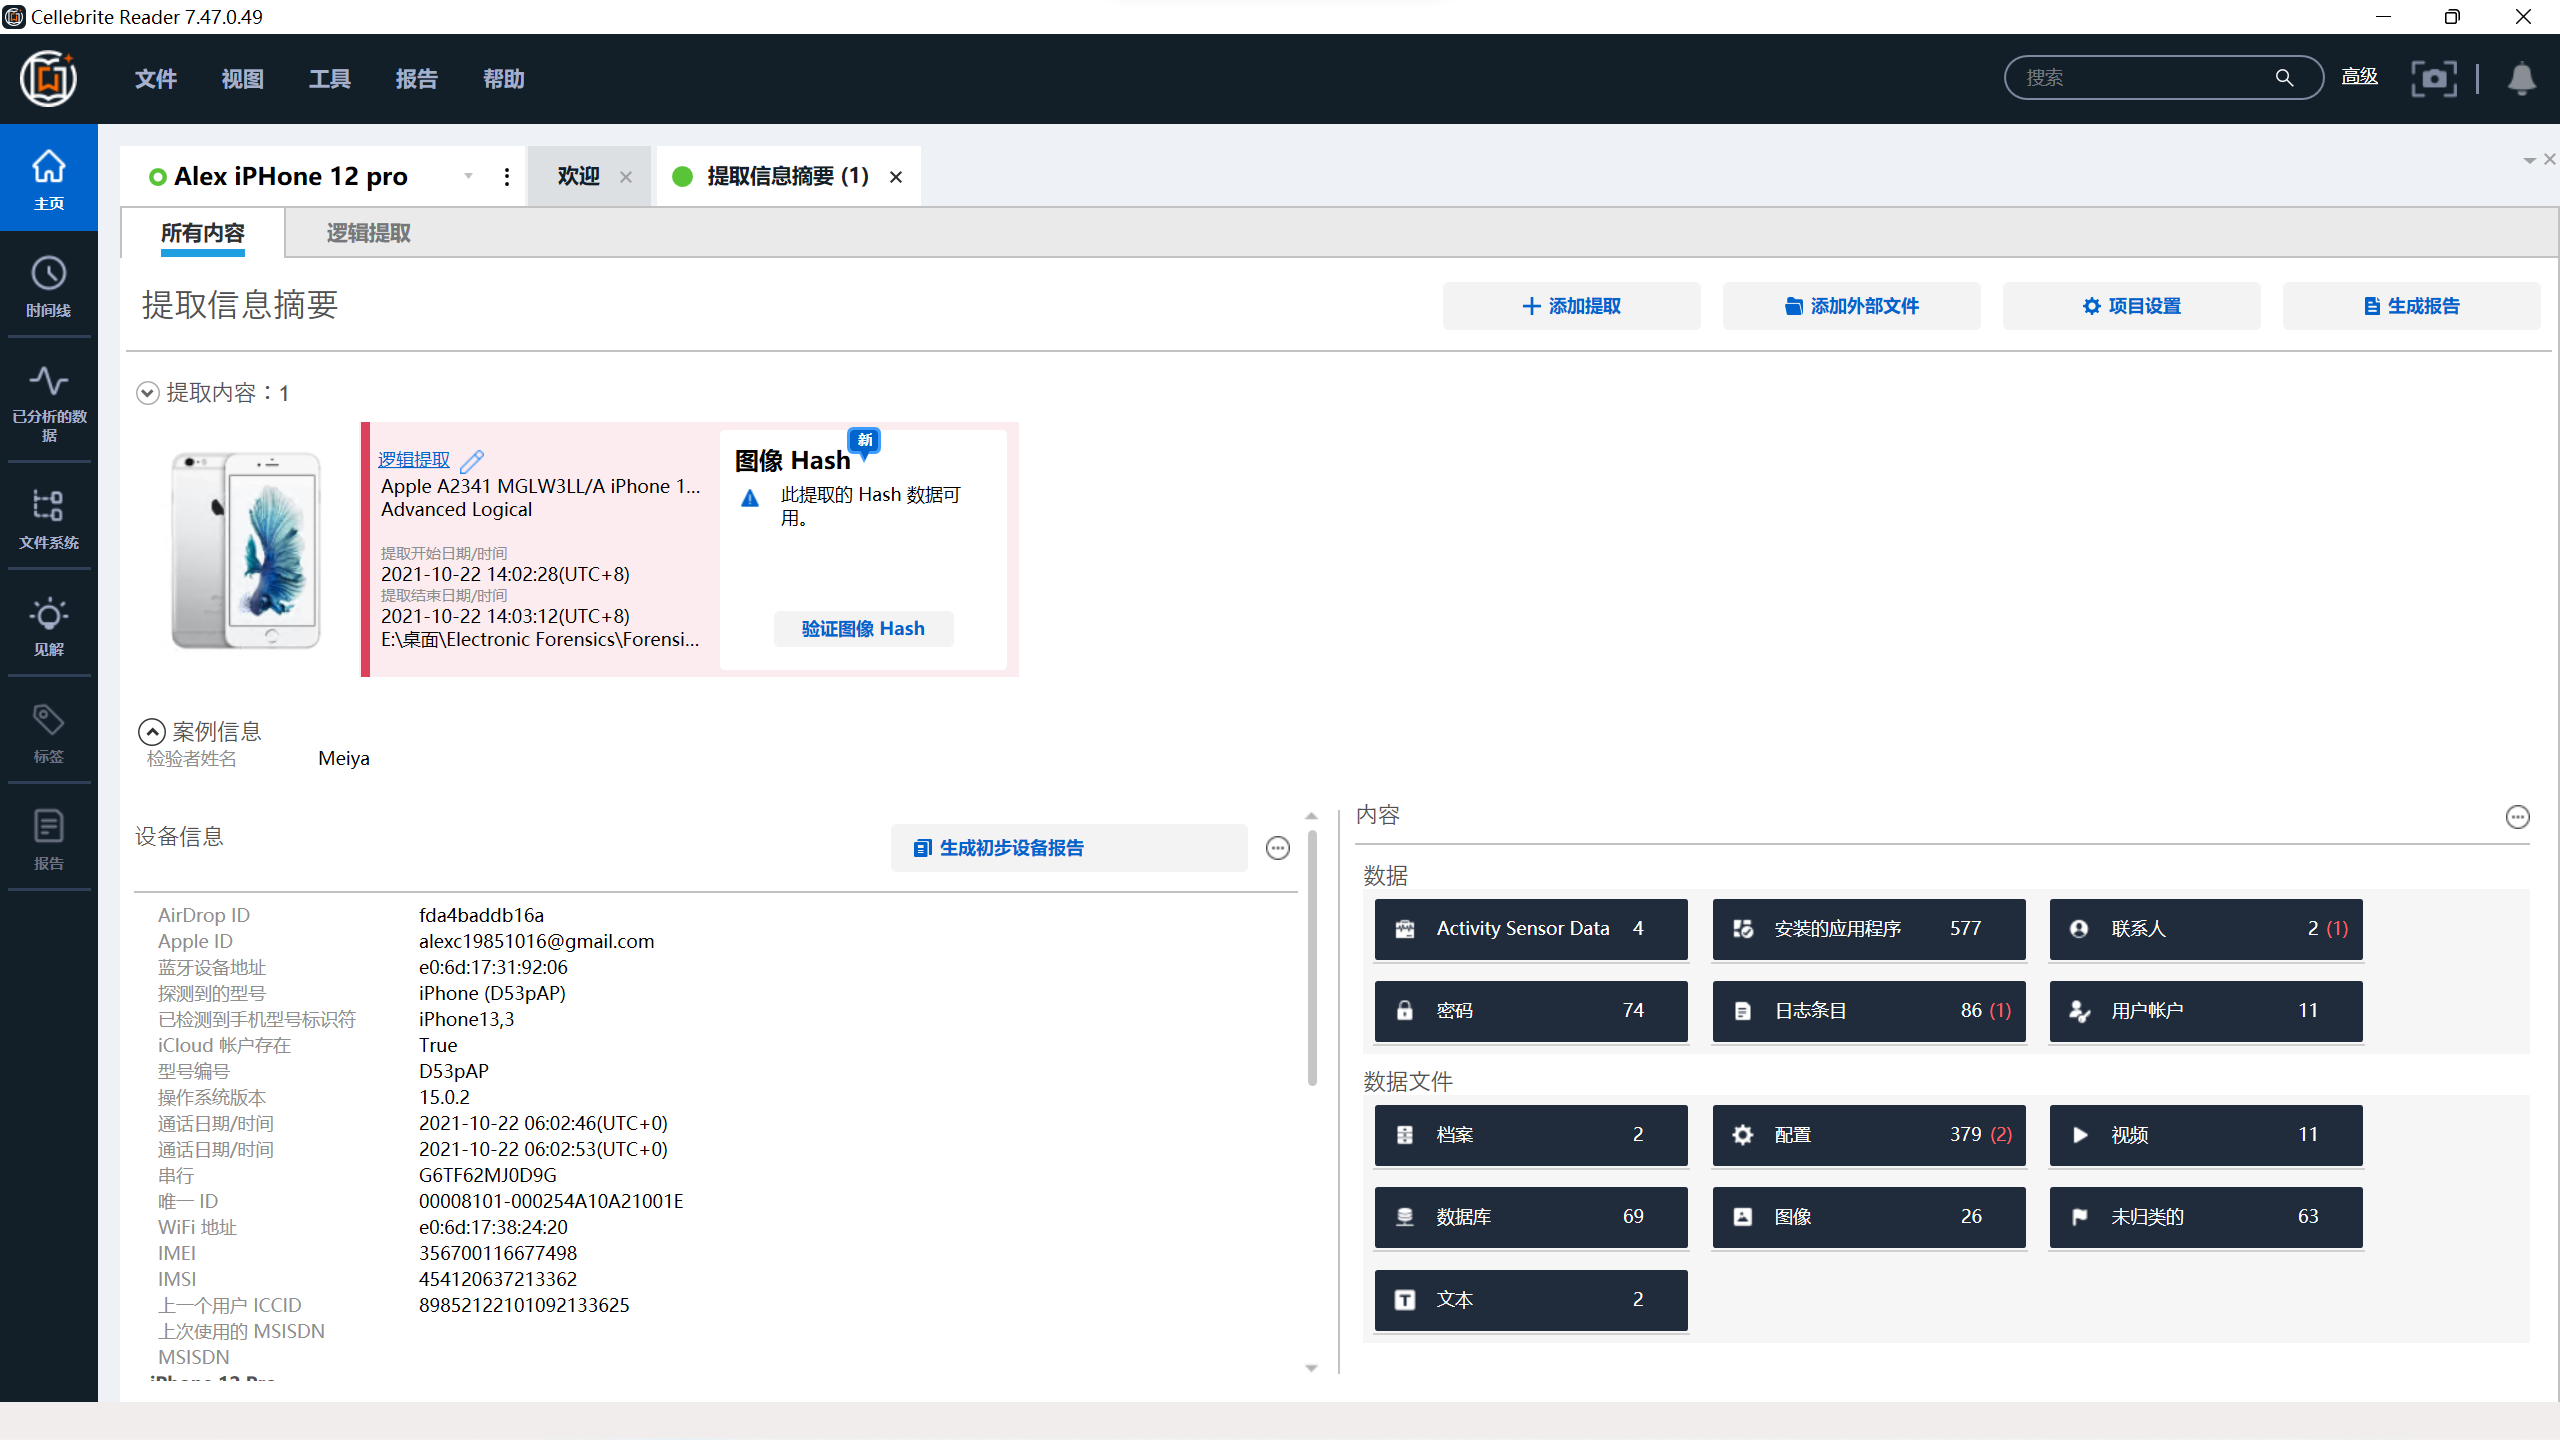 Cellebrite Reader 7.47.0.49
文件 视图 工具 报告 帮助
搜索 高级
Alex iPHone 12 pro 欢迎 提取信息摘要 (1)
所有内容 逻辑提取
主页
时间线
已分析的数
据
文件系统
见解
标签
报告
提取信息摘要
添加提取 添加外部文件 项目设置 生成报告
提取内容：1
逻辑提取
Apple A2341 MGLW3LL/A iPhone 1...
Advanced Logical
提取开始日期/时间
2021-10-22 14:02:28(UTC+8)
提取结束日期/时间
2021-10-22 14:03:12(UTC+8)
E:\桌面\Electronic Forensics\Forensi...
新
图像 Hash
此提取的 Hash 数据可
用。
验证图像 Hash
案例信息
检验者姓名 Meiya
设备信息
生成初步设备报告
AirDrop ID fda4baddb16a
Apple ID alexc19851016@gmail.com
蓝牙设备地址 e0:6d:17:31:92:06
探测到的型号 iPhone (D53pAP)
已检测到手机型号标识符 iPhone13,3
iCloud 帐户存在 True
型号编号 D53pAP
操作系统版本 15.0.2
通话日期/时间 2021-10-22 06:02:46(UTC+0)
通话日期/时间 2021-10-22 06:02:53(UTC+0)
串行 G6TF62MJ0D9G
唯一 ID 00008101-000254A10A21001E
WiFi 地址 e0:6d:17:38:24:20
IMEI 356700116677498
IMSI 454120637213362
上一个用户 ICCID 89852122101092133625
上次使用的 MSISDN
MSISDN
iPhone 12 Pro
内容
数据
Activity Sensor Data 4
安装的应用程序 577
联系人 2 (1)
密码 74
日志条目 86 (1)
用户帐户 11
数据文件
档案 2
配置 379 (2)
视频 11
数据库 69
图像 26
未归类的 63
文本 2